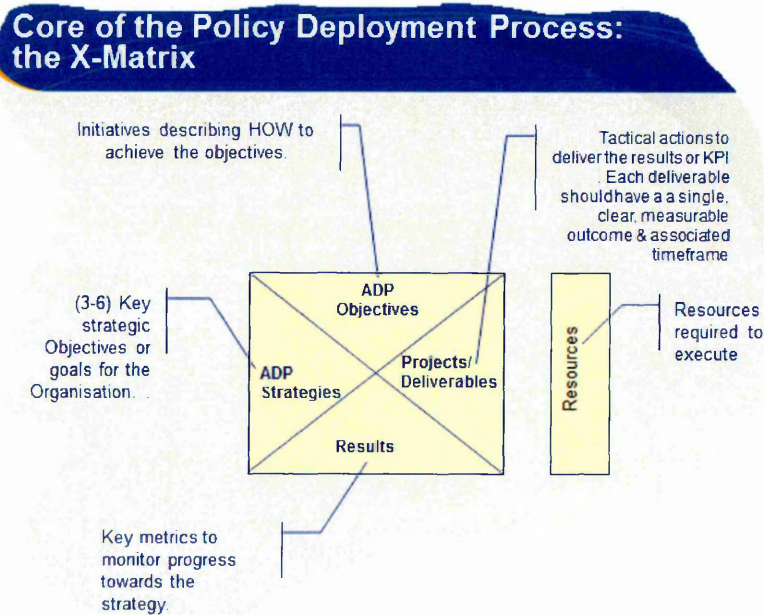 Core of the Policy Deployment Process:
the X-Matrix
Initiatives describing HOW to
achieve the objectives.
Tactical actions to
deliver the results or KPI
. Each deliverable
should have a a single,
clear, measurable
outcome & associated
timeframe
(3-6) Key
strategic
Objectives or
goals for the
Organisation. .
ADP
Objectives
ADP
Strategies
Projects/
Deliverables
Results
Resources
Resources
required to
execute
Key metrics to
monitor progress
towards the
strategy.